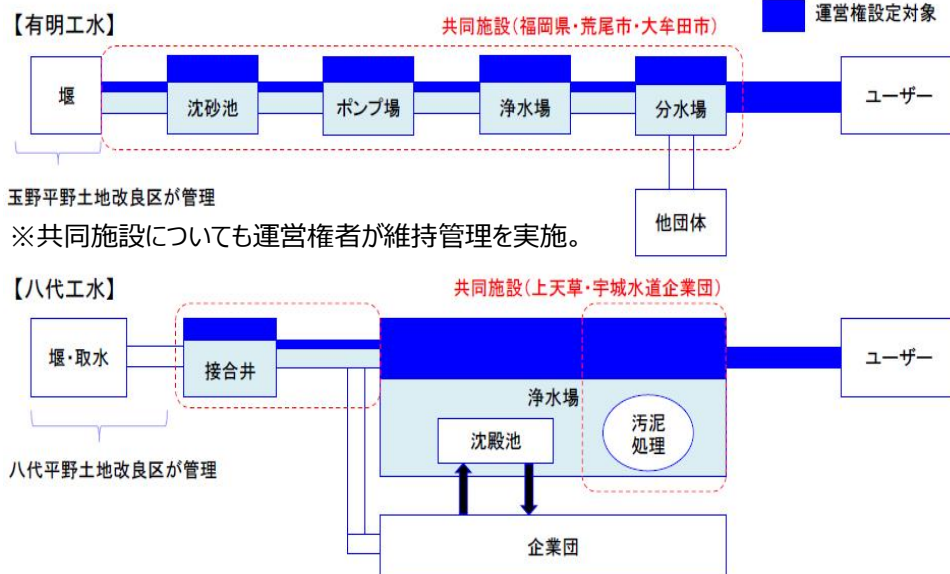 運営権設定対象
【有明工水】
共同施設(福岡県・荒尾市・大牟田市)
堰
沈砂池
ポンプ場
浄水場
分水場
ユーザー
玉野平野土地改良区が管理
他団体
※共同施設についても運営権者が維持管理を実施。
【八代工水】
共同施設(上天草・宇城水道企業団)
堰・取水
接合井
浄水場
沈殿池
汚泥
処理
ユーザー
八代平野土地改良区が管理
企業団